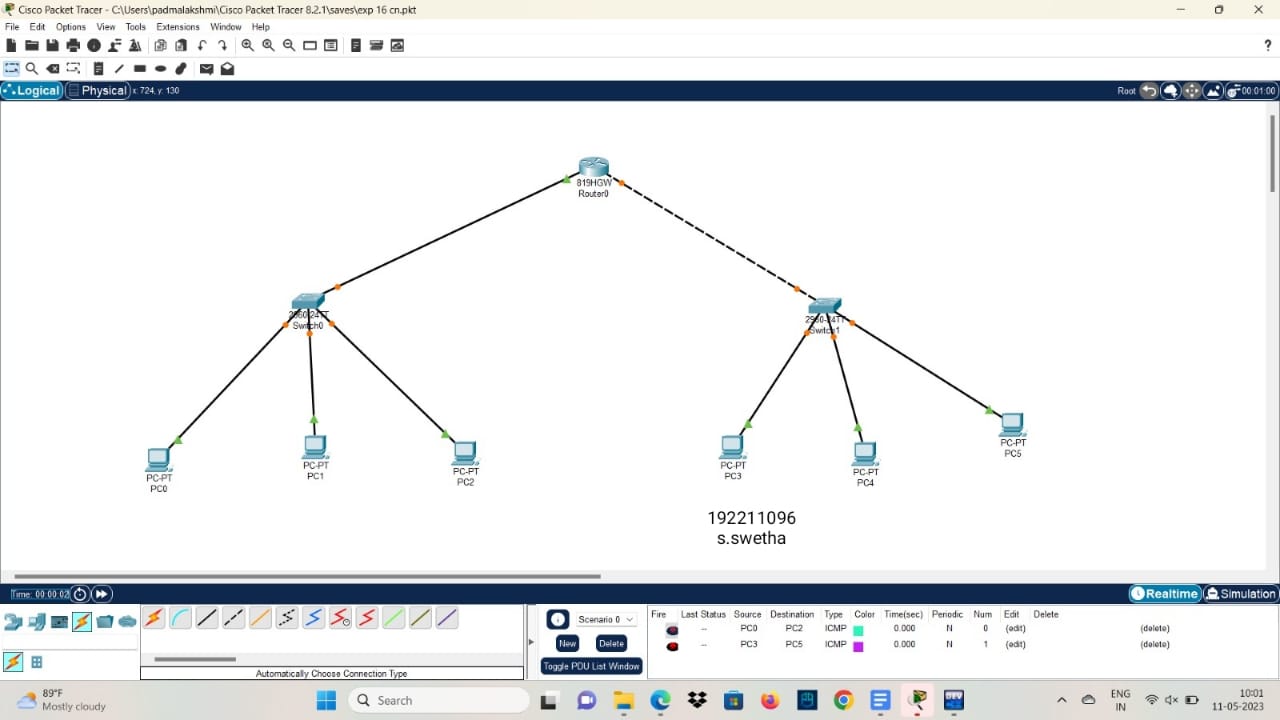 Cisco Packet Tracer - C:\Users\padmalakshmi\Cisco Packet Tracer 8.2.1\saves\exp 16 cn.pkt
File Edit Options View Tools Extensions Window Help
?
Logical Physical x: 724, y: 130 Root 00:01:00
819HGW
Router0
2960-24TT
Switch0
2960-24TT
Switch1
PC-PT
PC0
PC-PT
PC1
PC-PT
PC2
PC-PT
PC3
PC-PT
PC4
PC-PT
PC5
192211096
s.swetha
Time: 00:00:02 Realtime Simulation
Automatically Choose Connection Type
Scenario 0
New Delete
Toggle PDU List Window
Fire Last Status Source Destination Type Color Time(sec) Periodic Num Edit Delete
-- PC0 PC2 ICMP 0.000 N 0 (edit) (delete)
-- PC3 PC5 ICMP 0.000 N 1 (edit) (delete)
89°F
Mostly cloudy
Search
DEV
ENG
IN
10:01
11-05-2023